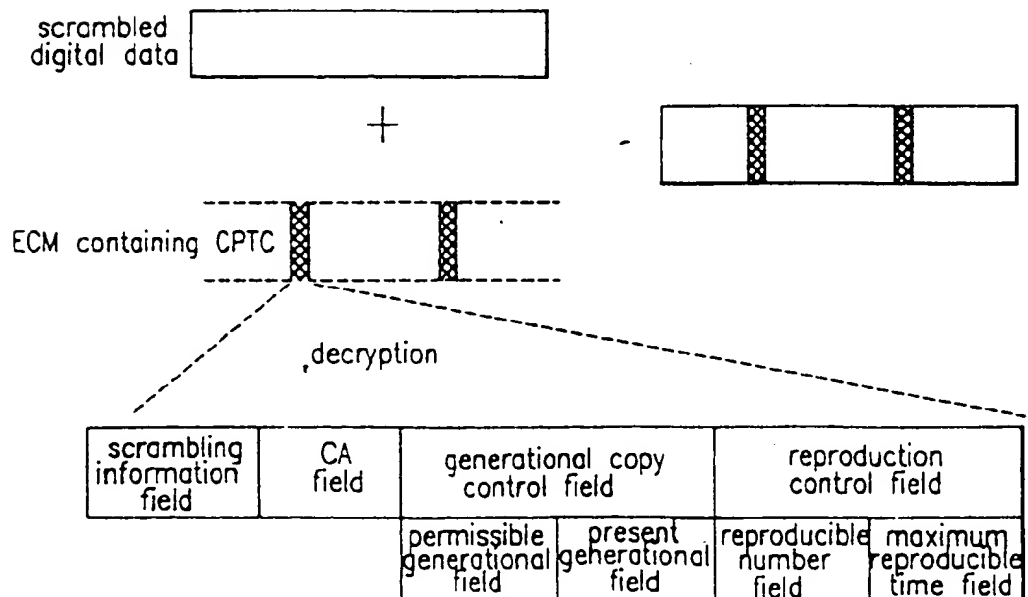 scrambled
digital data
+
ECM containing CPTC
decryption
scrambling
information
field
CA
field
generational copy
control field
reproduction
control field
permissible
generational
field
present
generational
field
reproducible
number
field
maximum
reproducible
time field